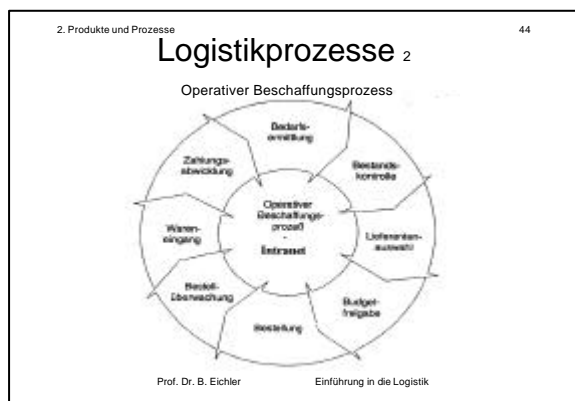 2. Produkte und Prozesse
44
Logistikprozesse 2
Operativer Beschaffungsprozess
Bedarfs-
ermittlung
Bestands-
kontrolle
Lieferanten-
auswahl
Budget-
freigabe
Bestellung
Bestell-
überwachung
Waren-
eingang
Zahlungs-
abwicklung
Operativer
Beschaffungs-
prozeß
-
Intranet
Prof. Dr. B. Eichler
Einführung in die Logistik